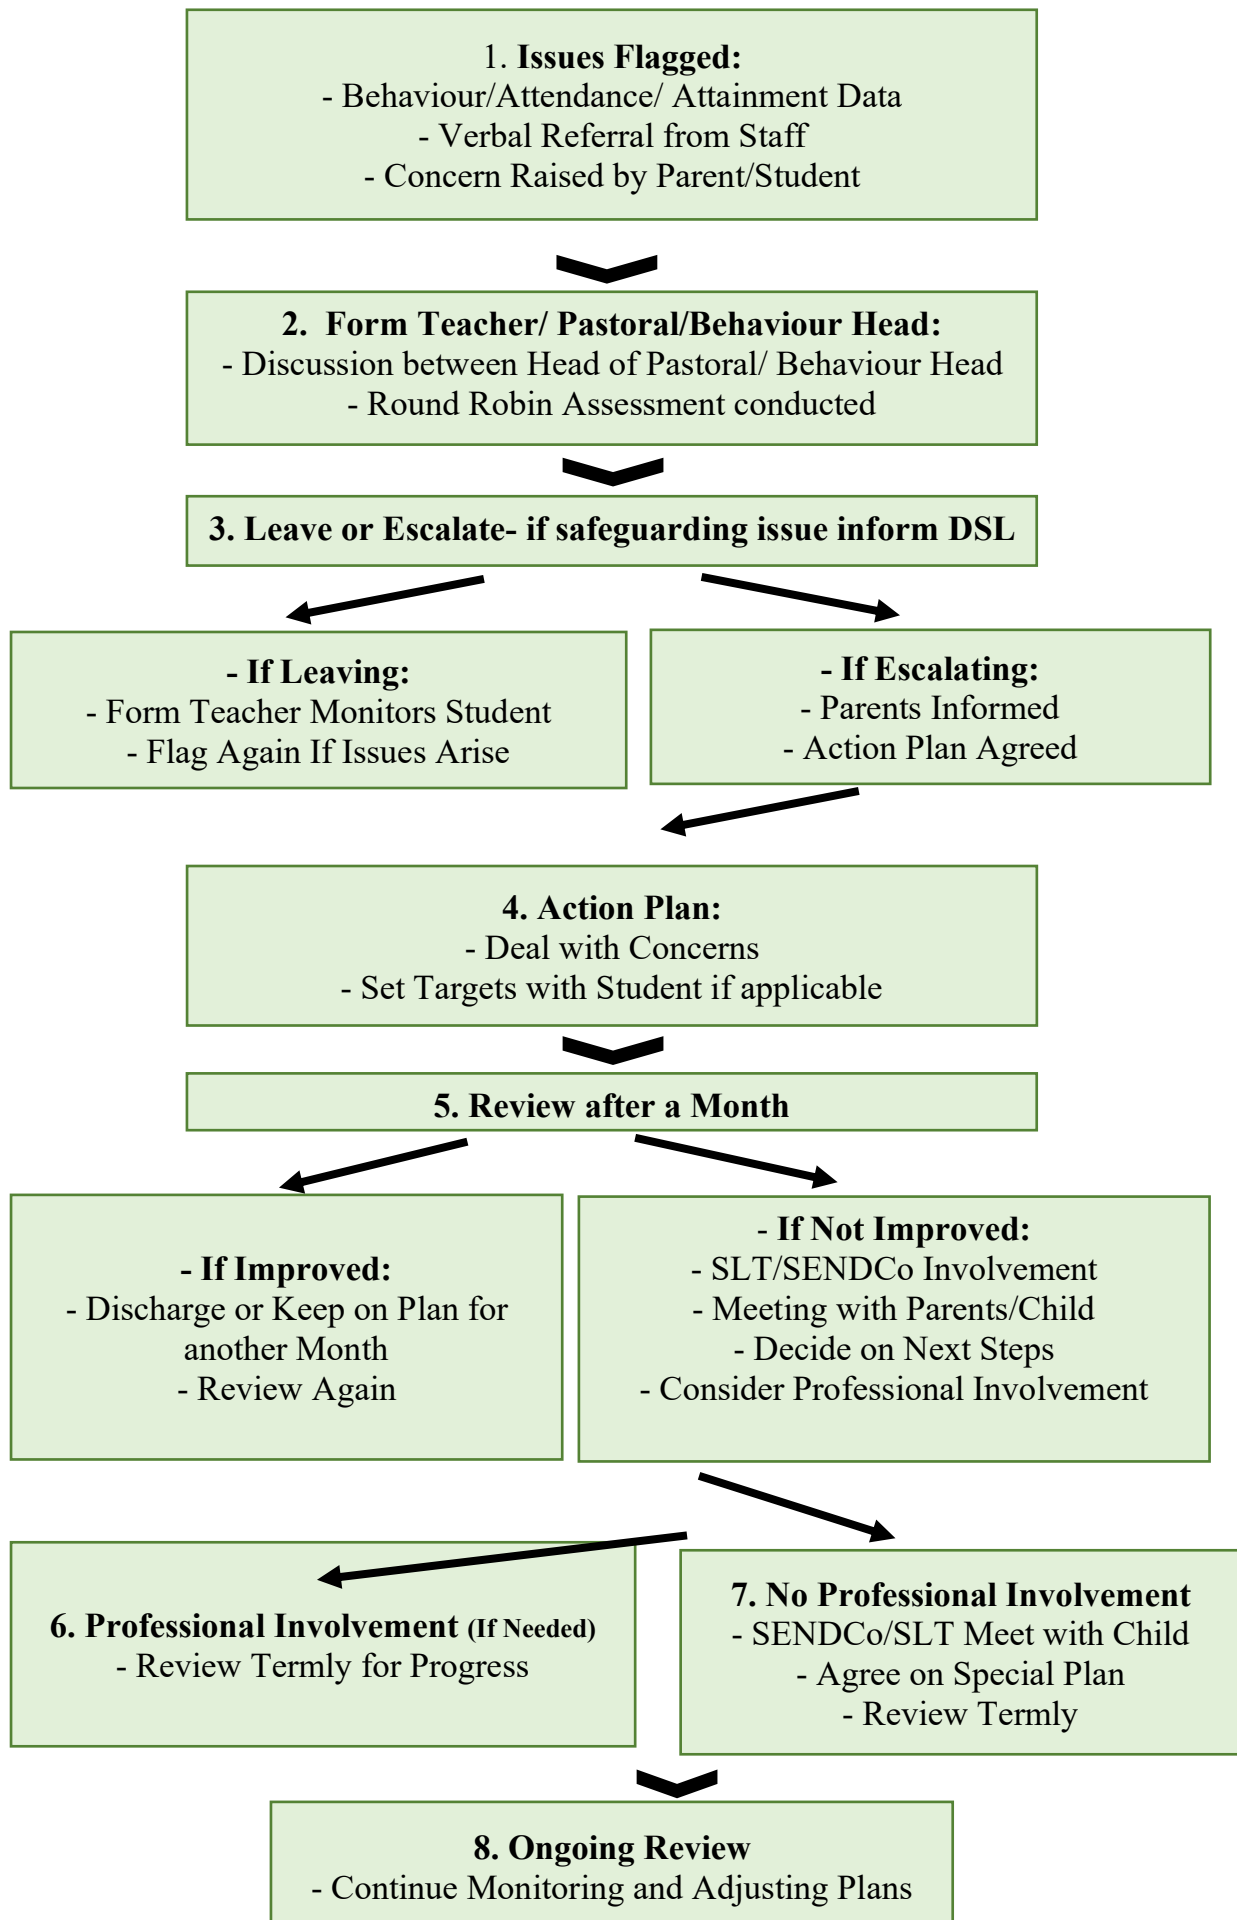 1. Issues Flagged:
- Behaviour/Attendance/ Attainment Data
- Verbal Referral from Staff
- Concern Raised by Parent/Student
2. Form Teacher/ Pastoral/Behaviour Head:
- Discussion between Head of Pastoral/ Behaviour Head
- Round Robin Assessment conducted
3. Leave or Escalate- if safeguarding issue inform DSL
- If Leaving:
- Form Teacher Monitors Student
- Flag Again If Issues Arise
- If Escalating:
- Parents Informed
- Action Plan Agreed
4. Action Plan:
- Deal with Concerns
- Set Targets with Student if applicable
5. Review after a Month
- If Improved:
- Discharge or Keep on Plan for
another Month
- Review Again
- If Not Improved:
- SLT/SENDCo Involvement
- Meeting with Parents/Child
- Decide on Next Steps
- Consider Professional Involvement
6. Professional Involvement (If Needed)
- Review Termly for Progress
7. No Professional Involvement
- SENDCo/SLT Meet with Child
- Agree on Special Plan
- Review Termly
8. Ongoing Review
- Continue Monitoring and Adjusting Plans